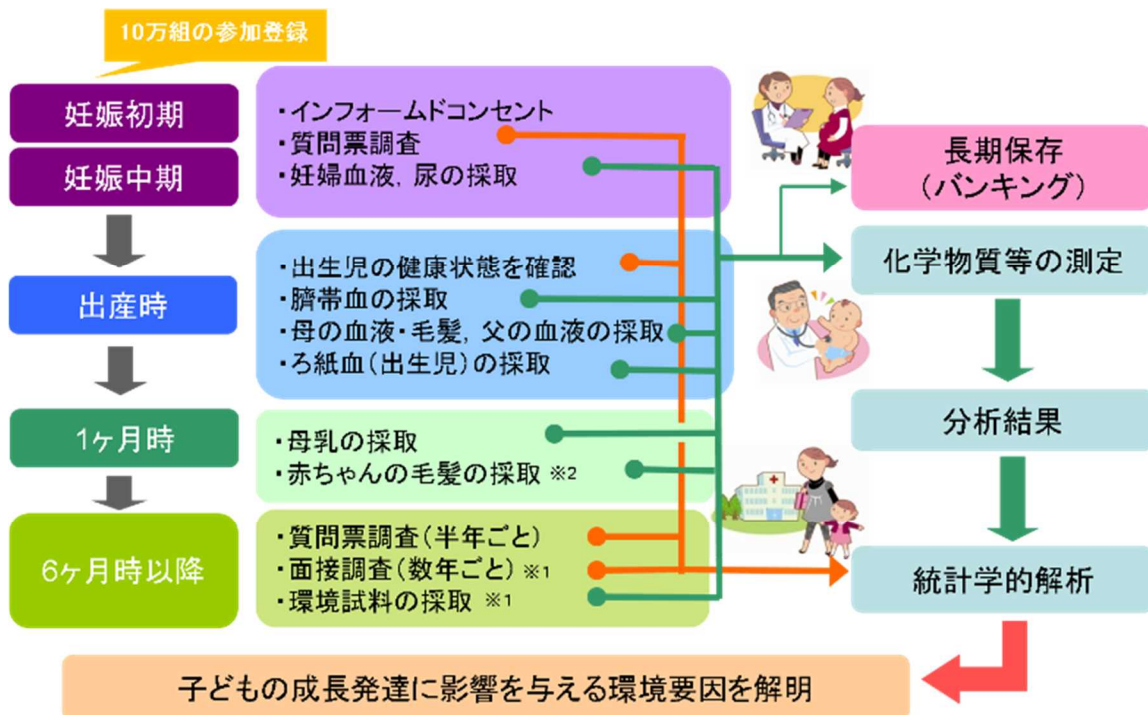 10万組の参加登録
妊娠初期
妊娠中期
出産時
1ヶ月時
6ヶ月時以降
・インフォームドコンセント
・質問票調査
・妊婦血液, 尿の採取
・出生児の健康状態を確認
・臍帯血の採取
・母の血液・毛髪, 父の血液の採取
・ろ紙血(出生児)の採取
・母乳の採取
・赤ちゃんの毛髪の採取 ※2
・質問票調査(半年ごと)
・面接調査(数年ごと) ※1
・環境試料の採取 ※1
長期保存
(バンキング)
化学物質等の測定
分析結果
統計学的解析
子どもの成長発達に影響を与える環境要因を解明